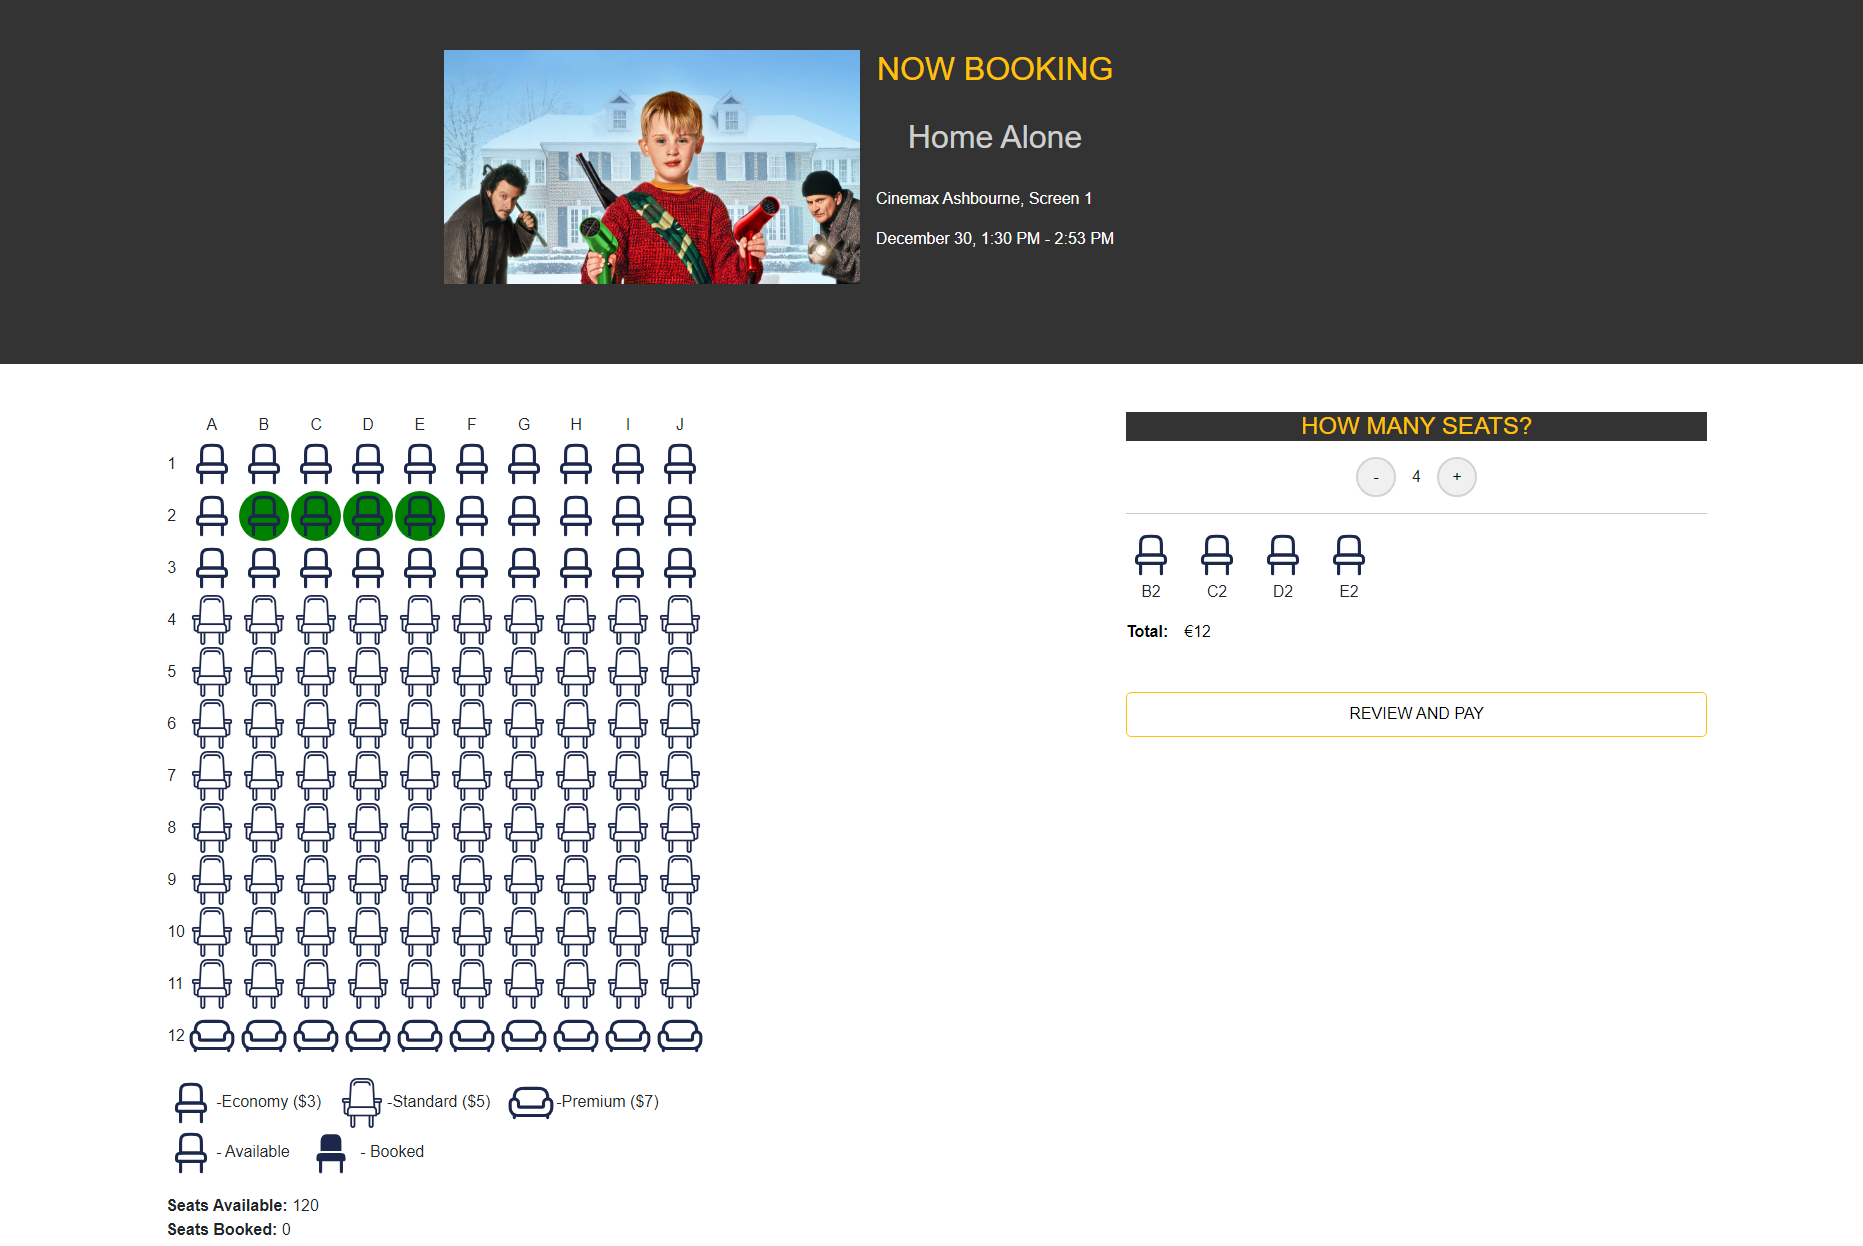 NOW BOOKING
Home Alone
Cinemax Ashbourne, Screen 1
December 30, 1:30 PM - 2:53 PM
A B C D E F G H I J
1
2
3
4
5
6
7
8
9
10
11
12
-Economy ($3) -Standard ($5) -Premium ($7)
- Available - Booked
Seats Available: 120
Seats Booked: 0
HOW MANY SEATS?
- 4 +
B2 C2 D2 E2
Total: €12
REVIEW AND PAY